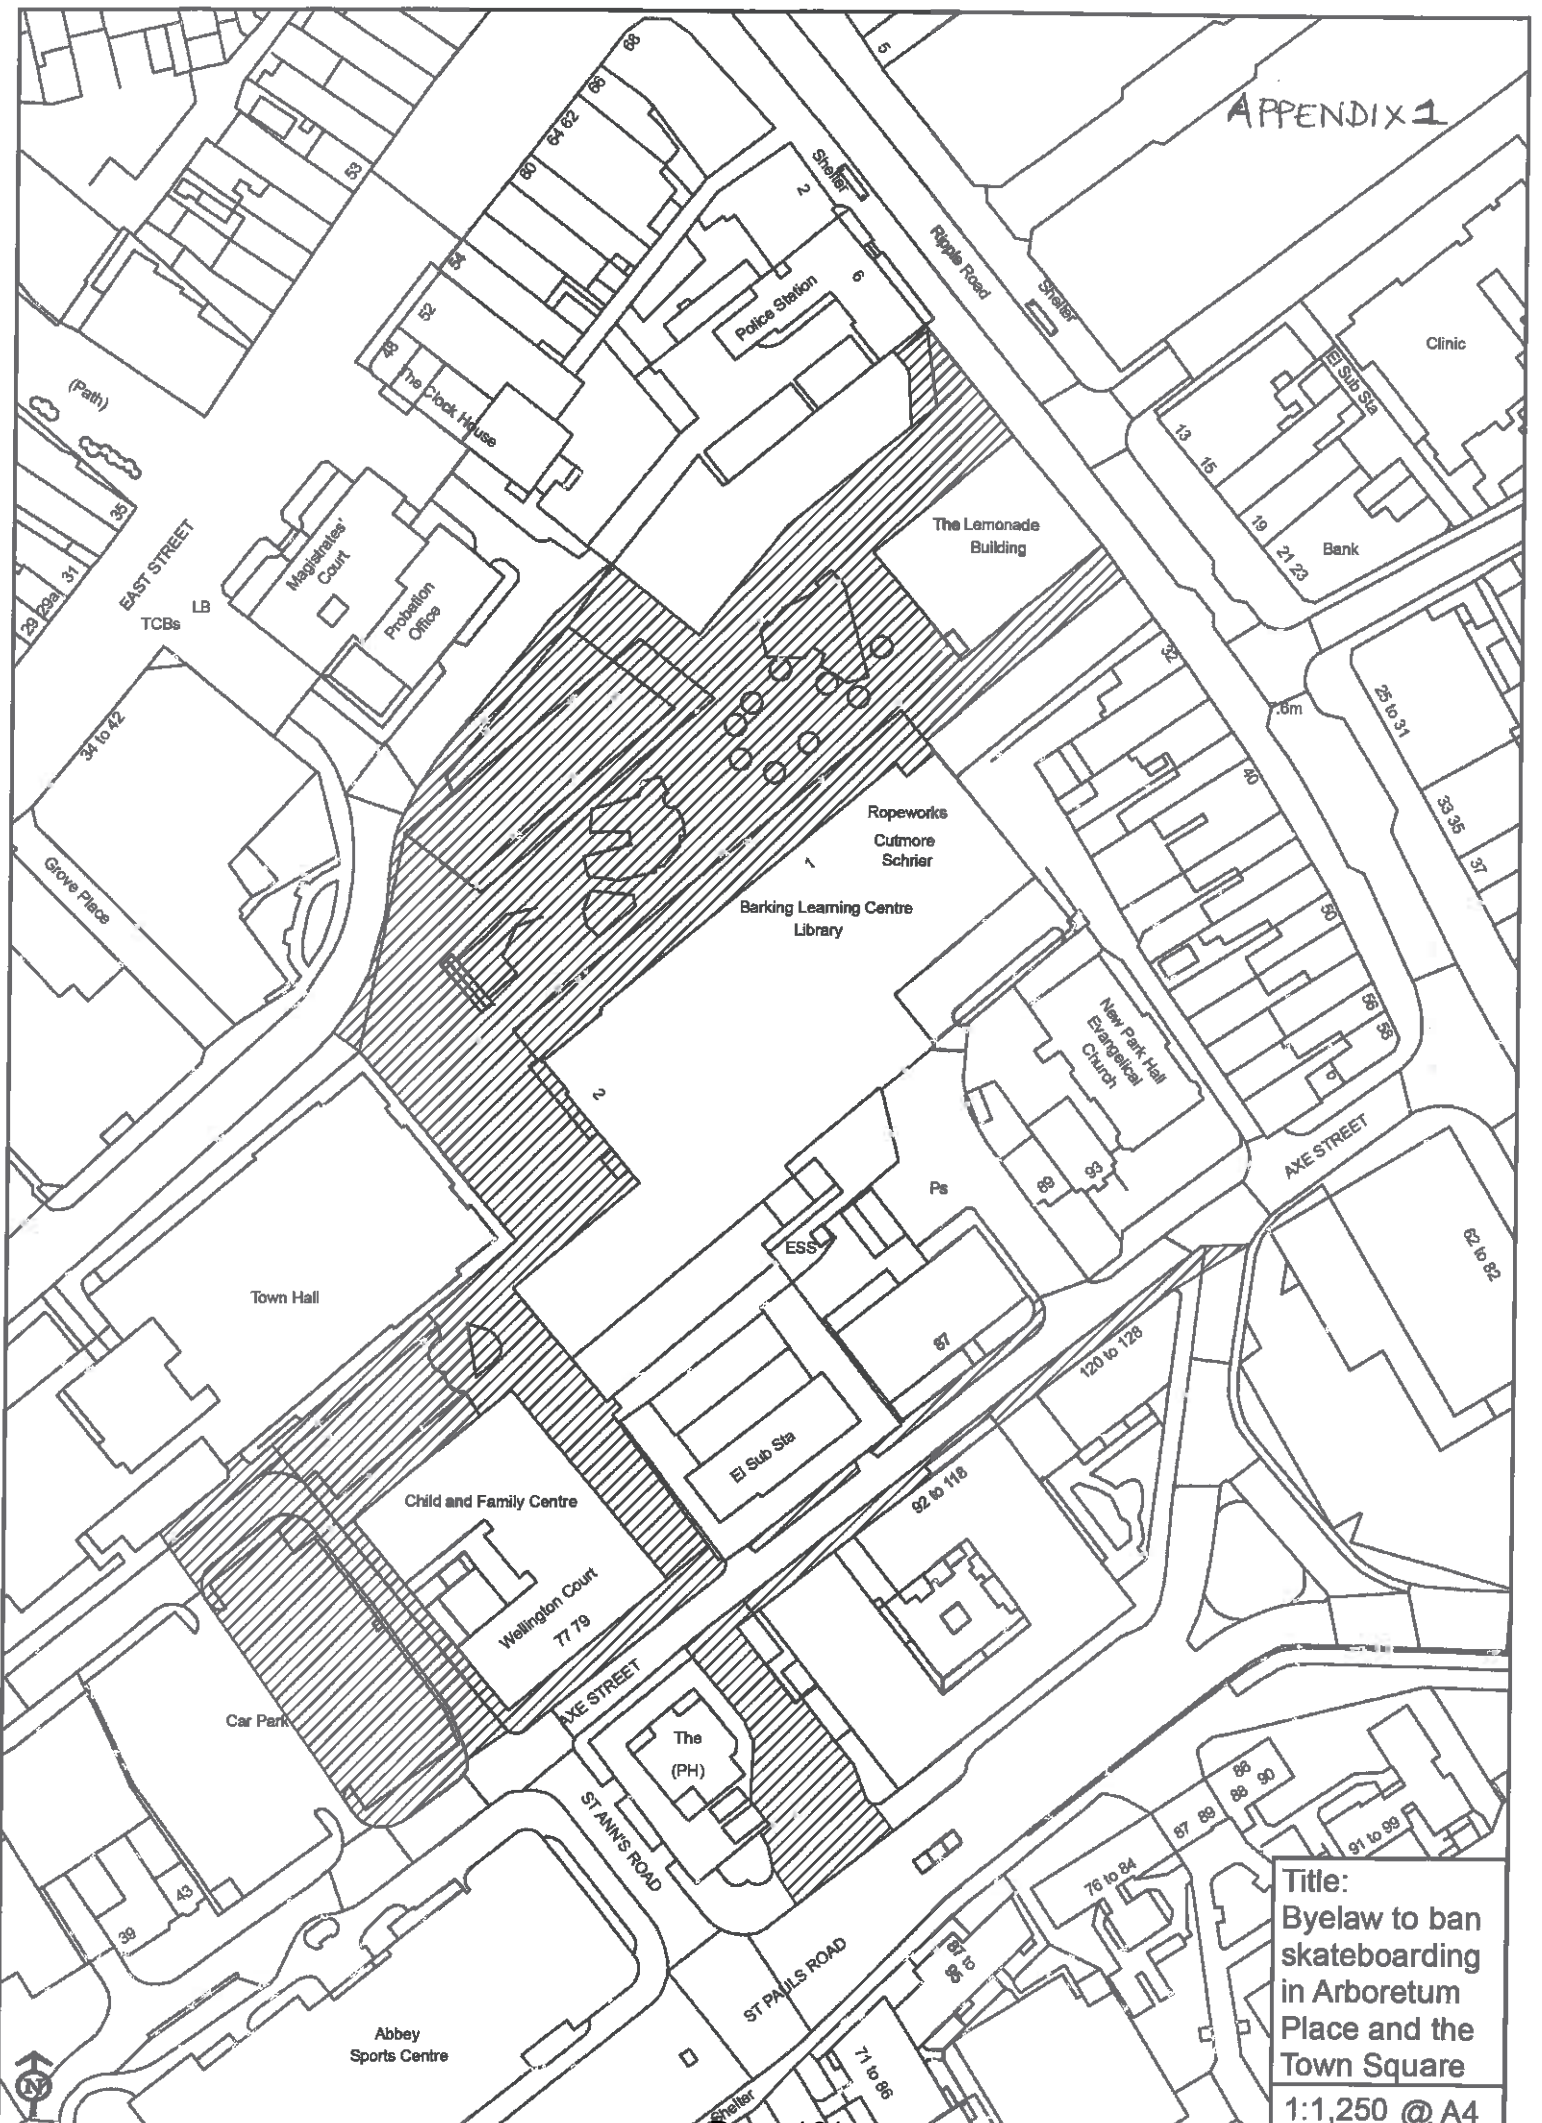 APPENDIX 1
68
66
64 62
60
53
54
52
48
5
Shelter
2
Ripple Road
6
Police Station
Shelter
Clinic
El Sub Sta
(Path)
The Clock House
13
15
19
21 23
Bank
35
31
29a
29
EAST STREET
LB
TCBs
Magistrates'
Court
Probation
Office
The Lemonade
Building
32
7.6m
25 to 31
34 to 42
40
33 35
37
Ropeworks
Cutmore
Schrier
1
Grove Place
Barking Learning Centre
Library
50
56
58
New Park Hall
Evangelical
Church
2
AXE STREET
89
93
Ps
62 to 82
ESS
Town Hall
87
120 to 128
El Sub Sta
92 to 118
Child and Family Centre
Wellington Court
77 79
AXE STREET
Car Park
The
(PH)
ST ANN'S ROAD
86
88 90
87 89
91 to 99
76 to 84
43
39
ST PAULS ROAD
Abbey
Sports Centre
71 to 86
Shelter
N
Title:
Byelaw to ban
skateboarding
in Arboretum
Place and the
Town Square
1:1,250 @ A4